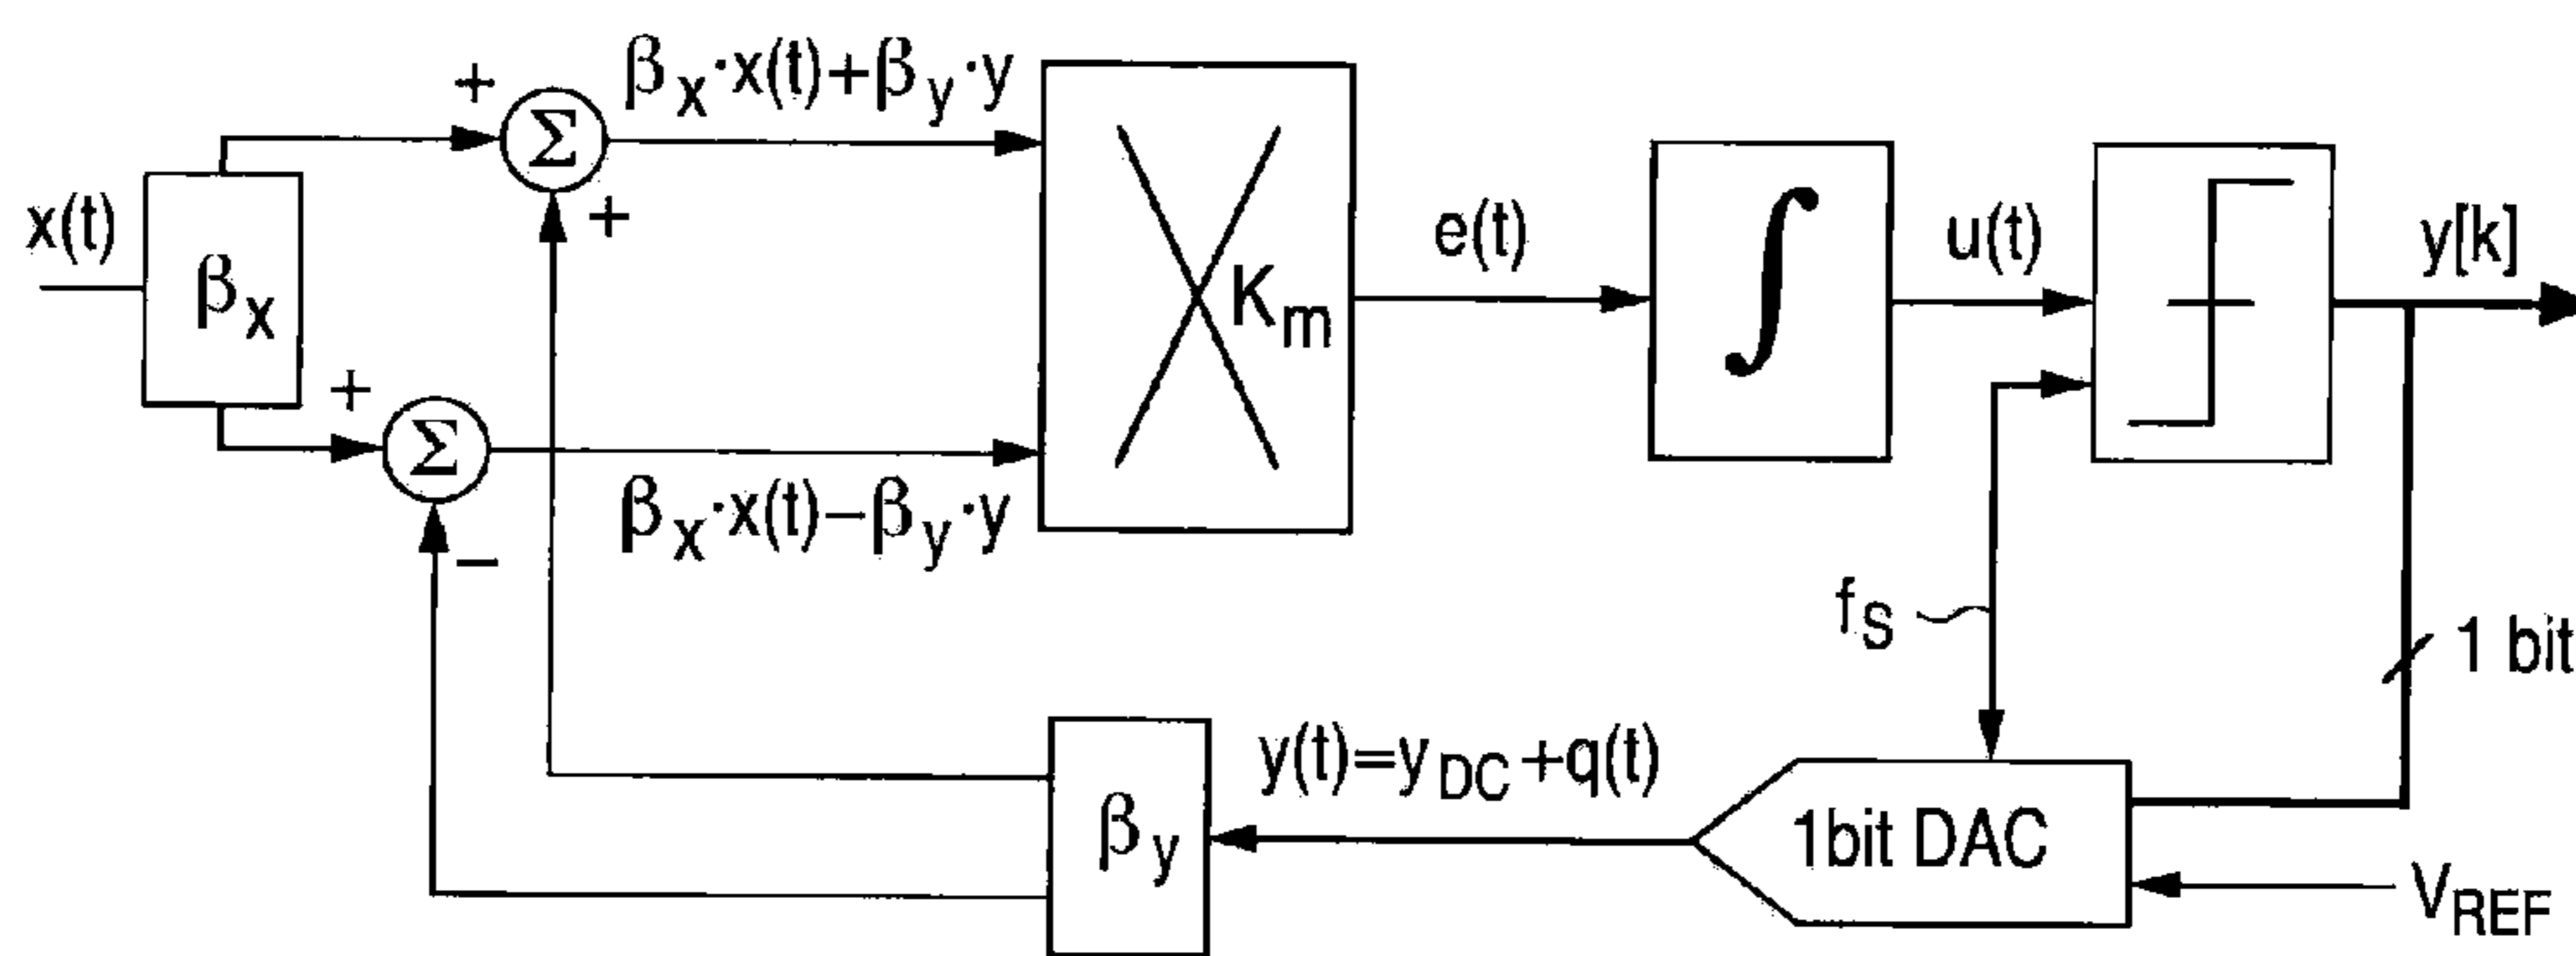 x(t)
β_x
+
Σ
+
β_x·x(t)+β_y·y
+
Σ
−
β_x·x(t)−β_y·y
K_m
e(t)
∫
u(t)
y[k]
f_S
1 bit
β_y
y(t)=y_DC+q(t)
1bit DAC
V_REF